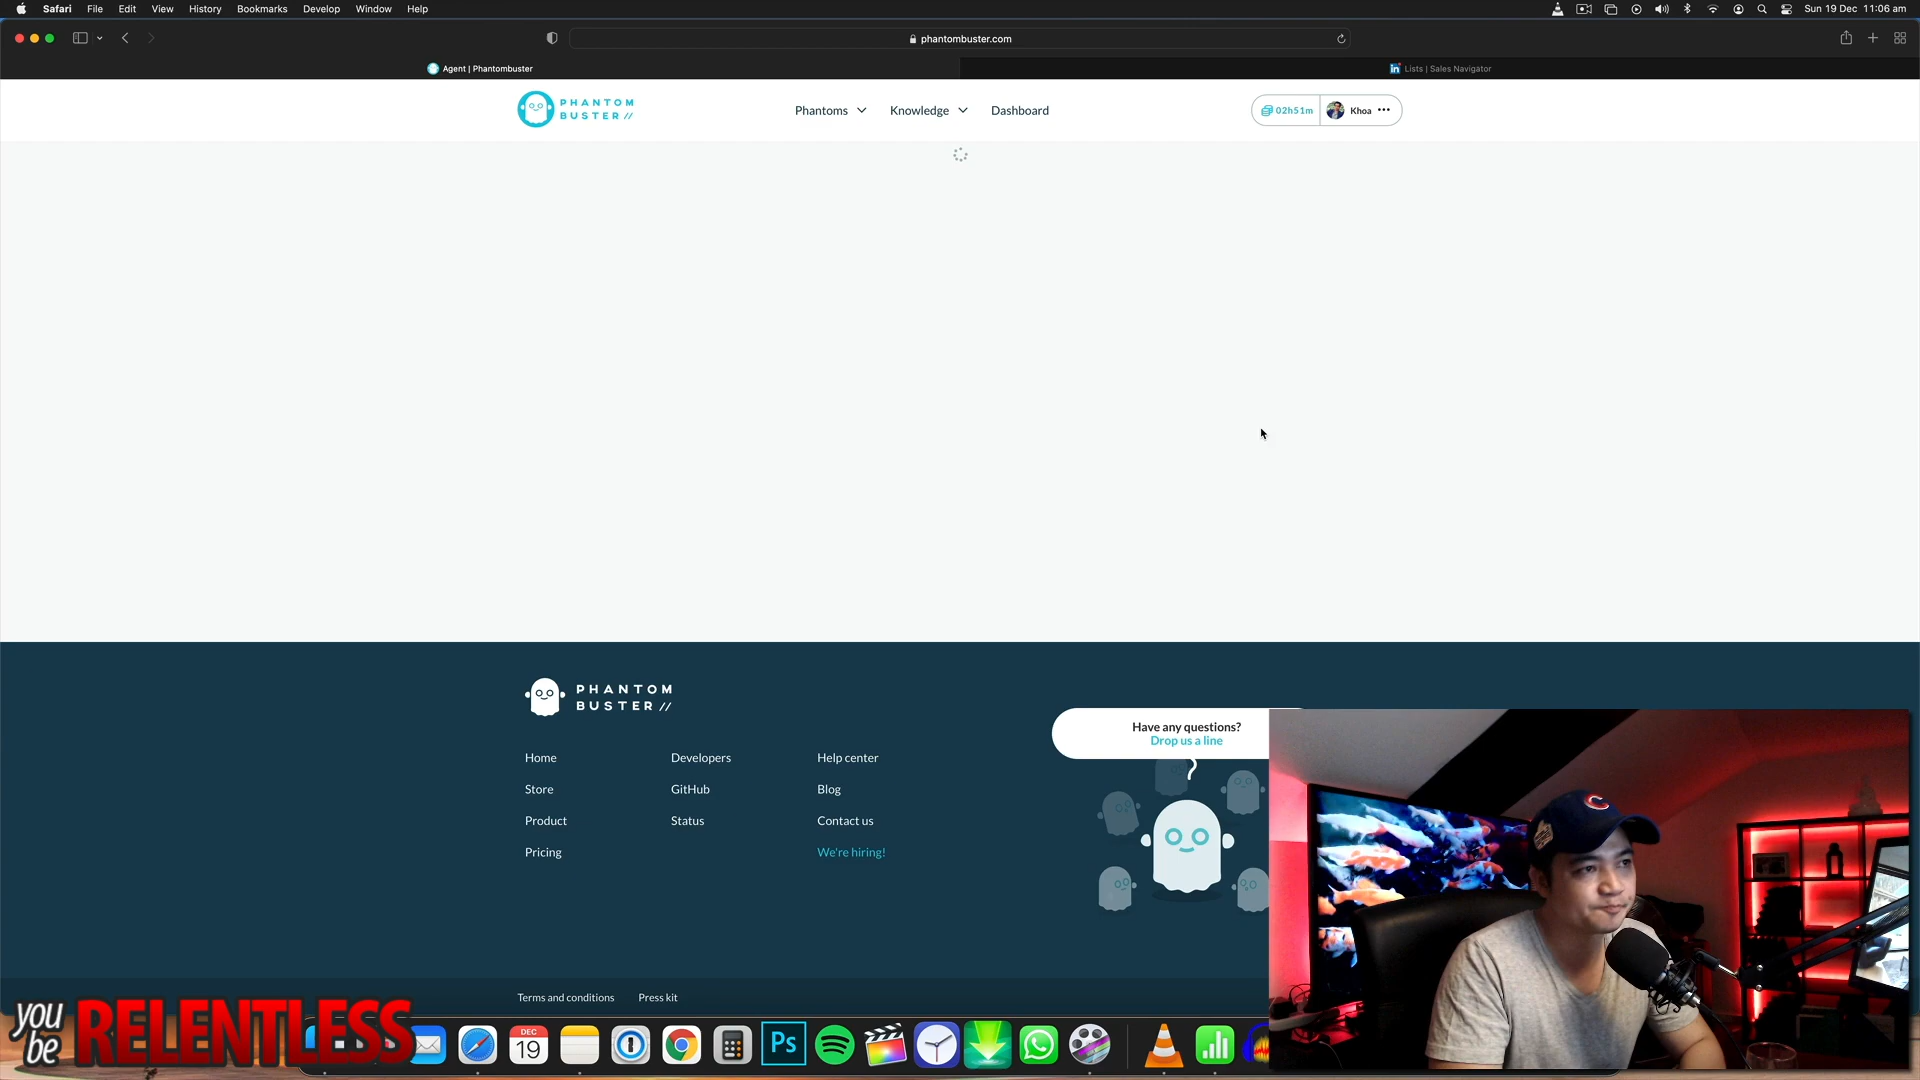 Safari File Edit View History Bookmarks Develop Window Help Sun 19 Dec 11:06 am
phantombuster.com
Agent | Phantombuster
in Lists | Sales Navigator
PHANTOM
BUSTER //
Phantoms Knowledge Dashboard
02h51m Khoa
PHANTOM
BUSTER //
Have any questions?
Drop us a line
Home Developers Help center
Store GitHub Blog
Product Status Contact us
Pricing We're hiring!
Terms and conditions Press kit
you
be
RELENTLESS
DEC
19
Ps
C